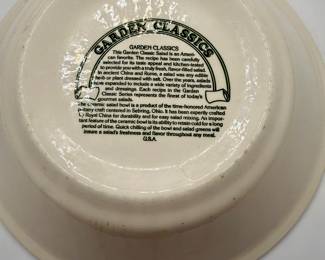 GARDEN CLASSICS
GARDEN CLASSICS
This Garden Classic Salad is an Ameri-
can favorite. The recipe has been carefully
selected for its taste appeal and kitchen-tested
to provide you with a truly fresh, flavor-filled salad.
In ancient China and Rome, a salad was any edible
herb or plant dressed with salt. Over the years, salads
have expanded to include a wide variety of ingredients
and dressings. Each recipe in the Garden
Classic Series represents the finest of today's
gourmet salads.
The ceramic salad bowl is a product of the time-honored American
pottery craft centered in Sebring, Ohio. It has been expertly crafted
by Royal China for durability and for easy salad mixing. An impor-
tant feature of the ceramic bowl is its ability to retain cold for a long
period of time. Quick chilling of the bowl and salad greens will
insure a salad's freshness and flavor throughout any meal.
U.S.A.